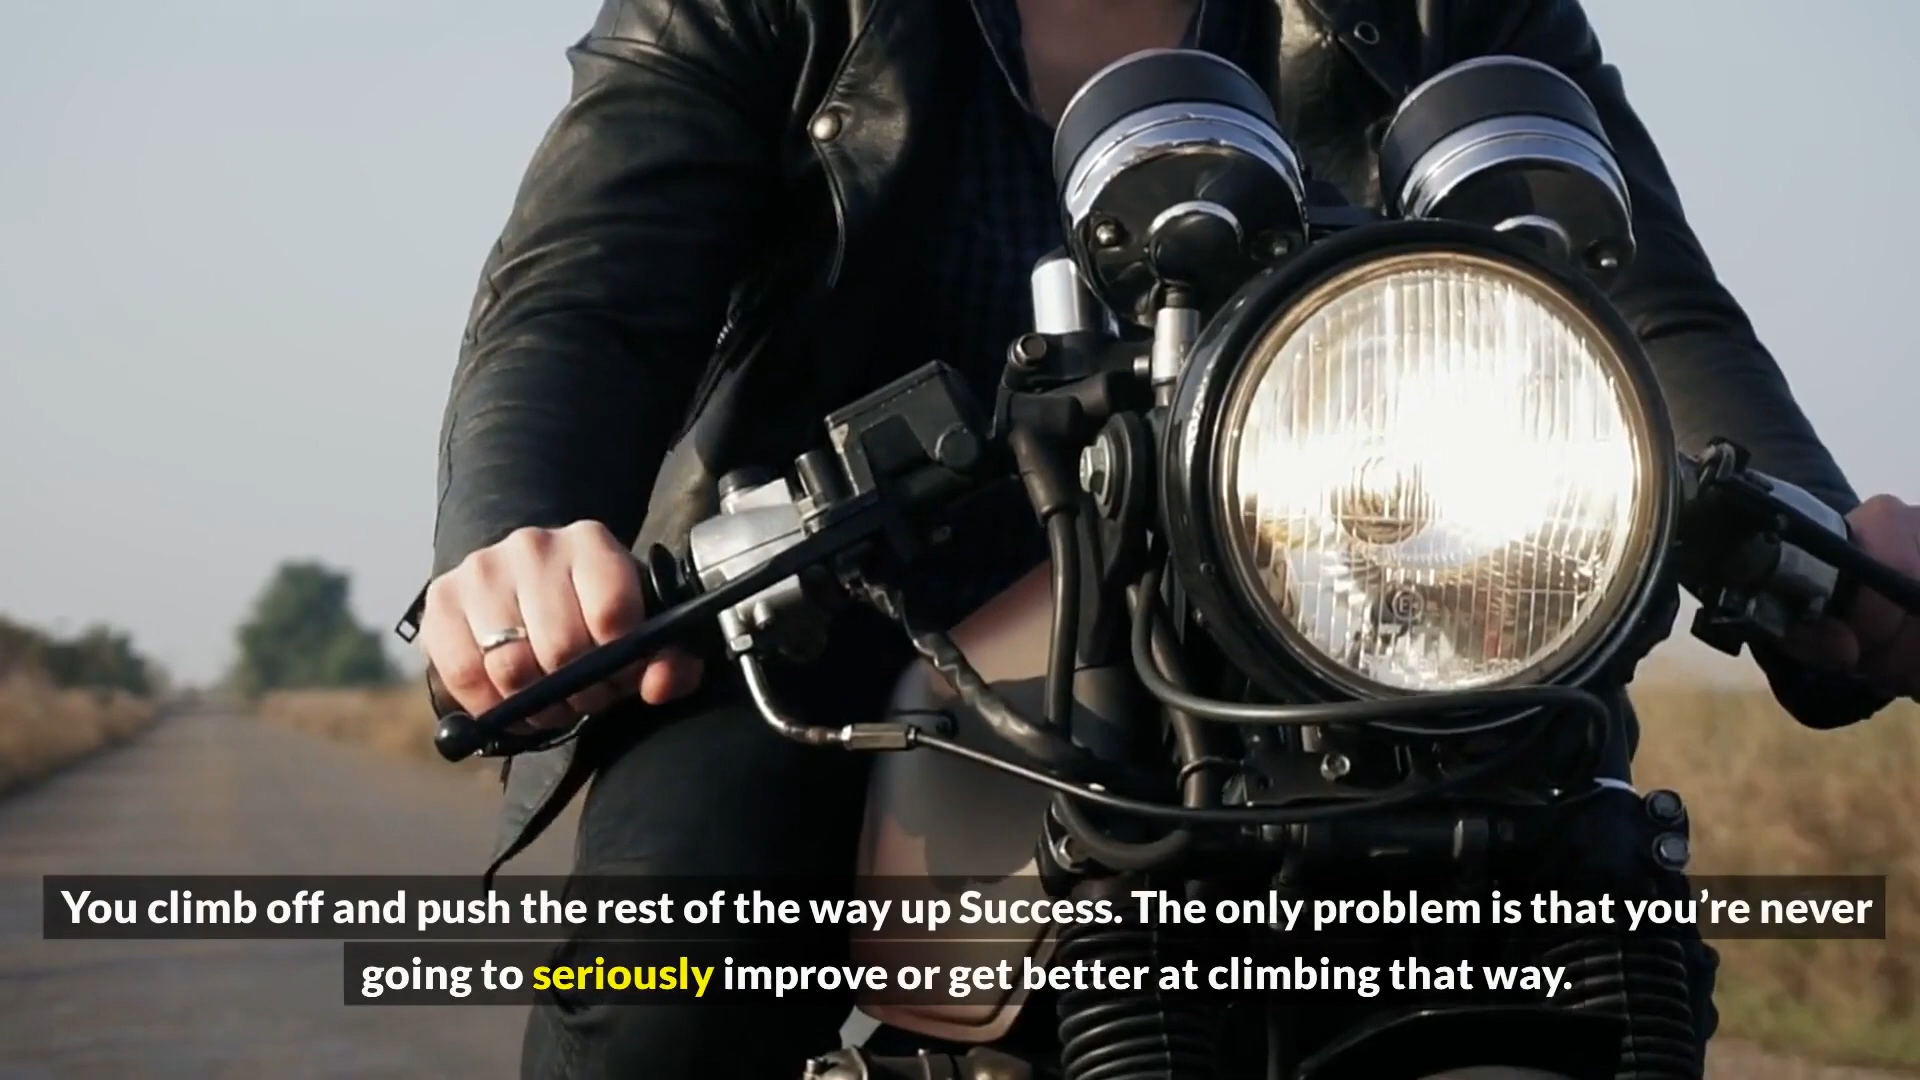 You climb off and push the rest of the way up Success. The only problem is that you’re never
going to seriously improve or get better at climbing that way.